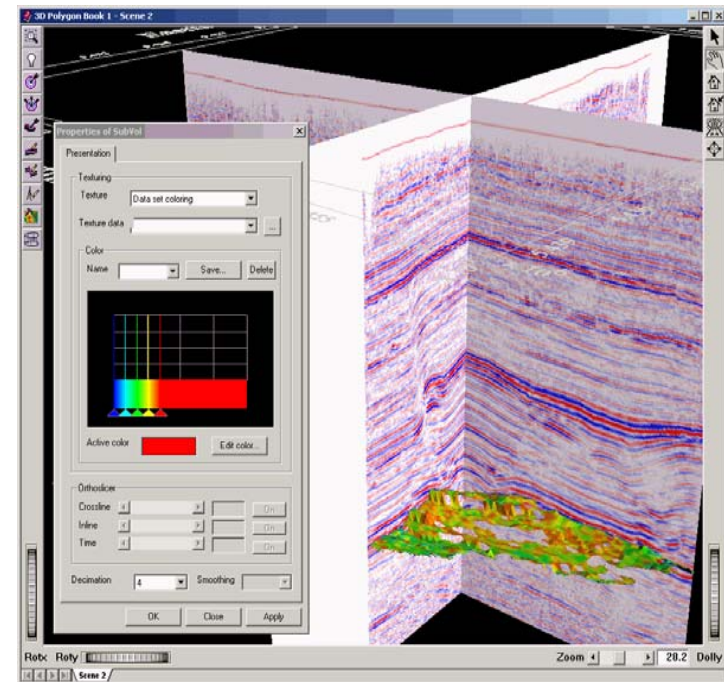 3D Polygon Book 1 - Scene 2
Properties of SubVol
Presentation
Texturing
Texture Data set coloring
Texture data ...
Color
Name Save... Delete
Active color Edit color...
Orthoslicer
Crossline On
Inline On
Time On
Decimation 4 Smoothing
OK Close Apply
Rotx Roty Zoom 28.2 Dolly
Scene 2